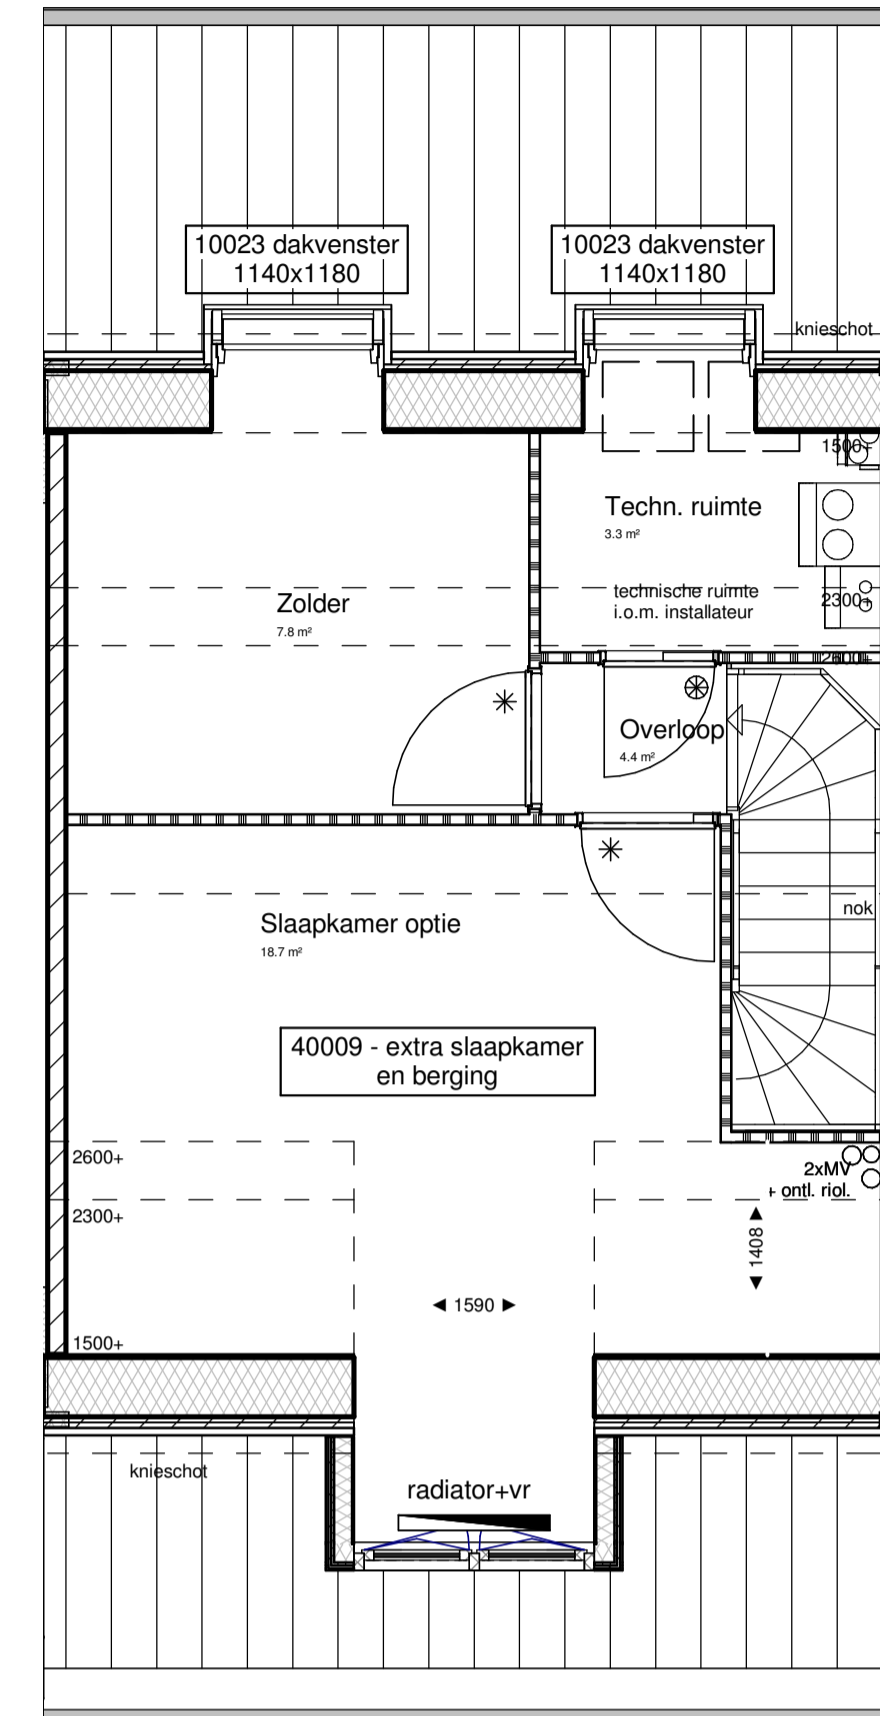 10023 dakvenster
1140x1180
10023 dakvenster
1140x1180
knieschot
1500+
Techn. ruimte
3.3 m²
technische ruimte
i.o.m. installateur
2300+
Zolder
7.8 m²
2600+
Overloop
4.4 m²
nok
Slaapkamer optie
18.7 m²
40009 - extra slaapkamer
en berging
2600+
2xMV
+ ontl. riol.
2300+
1408
1590
1500+
knieschot
radiator+vr